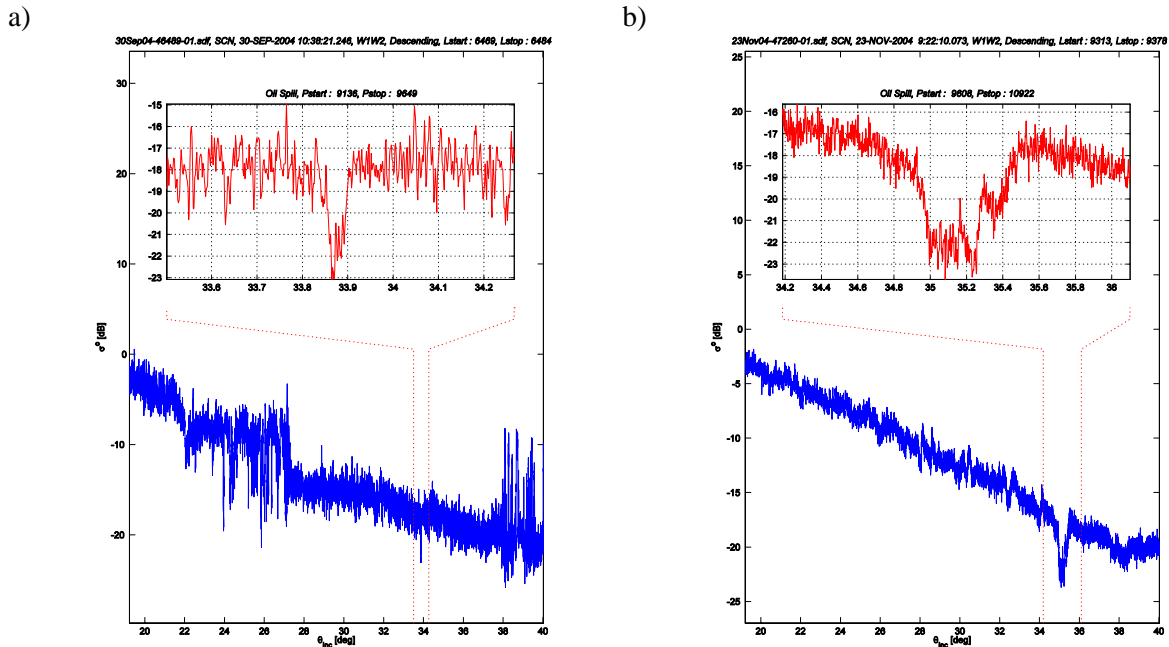 a)
30Sep04-46489-01.sdf, SCN, 30-SEP-2004 10:38:21.246, W1W2, Descending, Lstart : 6469, Lstop : 6484
30
20
10
0
-10
-20
σ° [dB]
Oil Spill, Pstart : 9136, Pstop : 9649
-15
-16
-17
-18
-19
-20
-21
-22
-23
33.6 33.7 33.8 33.9 34 34.1 34.2
20 22 24 26 28 30 32 34 36 38 40
θinc [deg]
b)
23Nov04-47260-01.sdf, SCN, 23-NOV-2004 9:22:10.073, W1W2, Descending, Lstart : 9313, Lstop : 9378
25
20
15
10
5
0
-5
-10
-15
-20
-25
σ° [dB]
Oil Spill, Pstart : 9608, Pstop : 10922
-16
-17
-18
-19
-20
-21
-22
-23
34.2 34.4 34.6 34.8 35 35.2 35.4 35.6 35.8 36
20 22 24 26 28 30 32 34 36 38 40
θinc [deg]